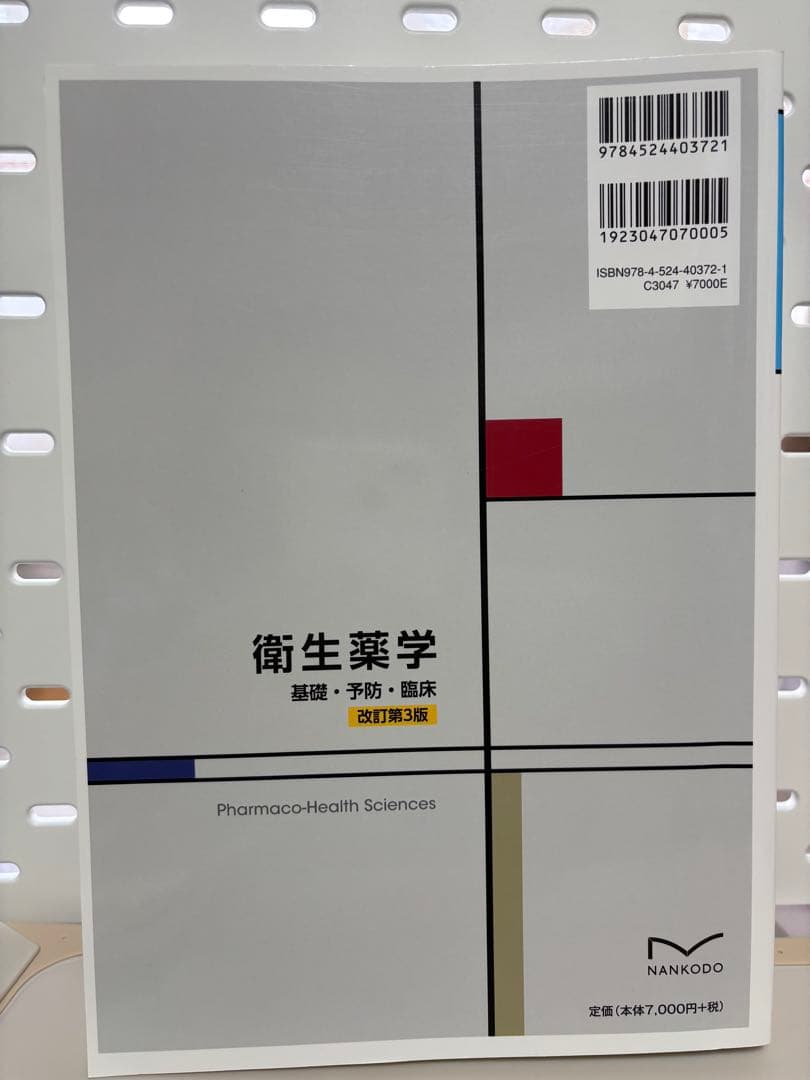 9784524403721
1923047070005
ISBN978-4-524-40372-1
C3047 ¥7000E
衛生薬学
基礎・予防・臨床
改訂第3版
Pharmaco-Health Sciences
NANKODO
定価(本体7,000円+税)